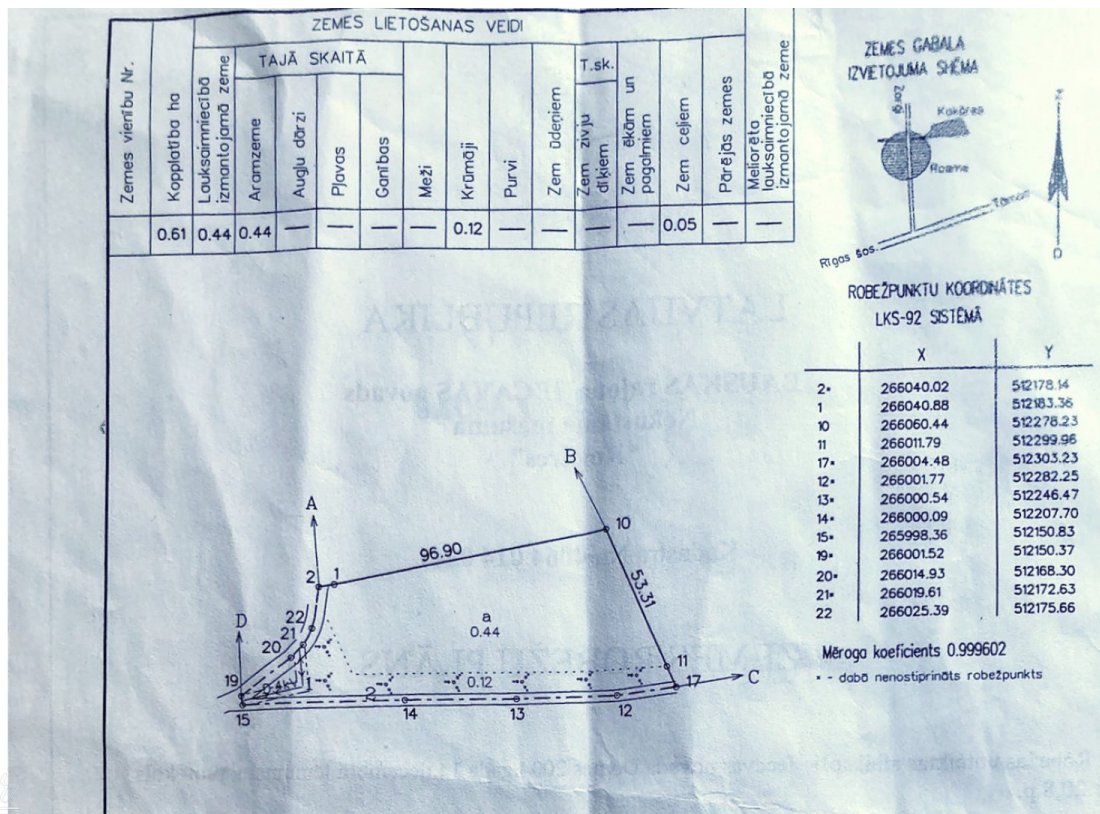 ZEMES LIETOŠANAS VEIDI
TAJĀ SKAITĀ
T.sk.
Zemes vienību Nr.
Kopplatība ha
Lauksaimniecībā
izmantojamā zeme
Aramzeme
Augļu dārzi
Pļavas
Ganības
Meži
Krūmāji
Purvi
Zem ūdeņiem
Zem zivju
dīķiem
Zem ēkām un
pagalmiem
Zem ceļiem
Pārējās zemes
Meliorēta
lauksaimniecībā
izmantojamā zeme
0.61 0.44 0.44 — — — — 0.12 — — — — 0.05 — —
ZEMES GABALA
IZVIETOJUMA SHĒMA
Rīgas šos.
D
ROBEŽPUNKTU KOORDINĀTES
LKS-92 SISTĒMĀ
X Y
2▪ 266040.02 512178.14
1 266040.88 512183.36
10 266060.44 512278.23
11 266011.79 512299.96
17▪ 266004.48 512303.23
12▪ 266001.77 512282.25
13▪ 266000.54 512246.47
14▪ 266000.09 512207.70
15▪ 265998.36 512150.83
19▪ 266001.52 512150.37
20▪ 266014.93 512168.30
21▪ 266019.61 512172.63
22 266025.39 512175.66
Mēroga koeficients 0.999602
▪ - dabā nenostiprināts robežpunkts
B
A
10
96.90
2 1
53.31
22
21
20
D
a
0.44
11
0.12
C
17
19
0.4kV
2
15
14
13
12